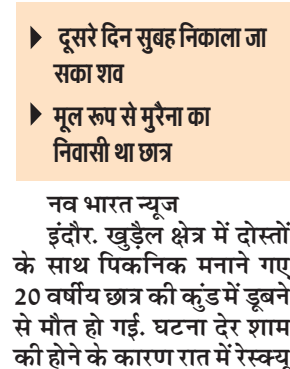 दूसरे दिन सुबह निकाला जा
सका शव
मूल रूप से मुरैना का
निवासी था छात्र
नव भारत न्यूज
इंदौर. खुड़ैल क्षेत्र में दोस्तों
के साथ पिकनिक मनाने गए
20 वर्षीय छात्र की कुंड में डूबने
से मौत हो गई. घटना देर शाम
की होने के कारण रात में रेस्क्यू